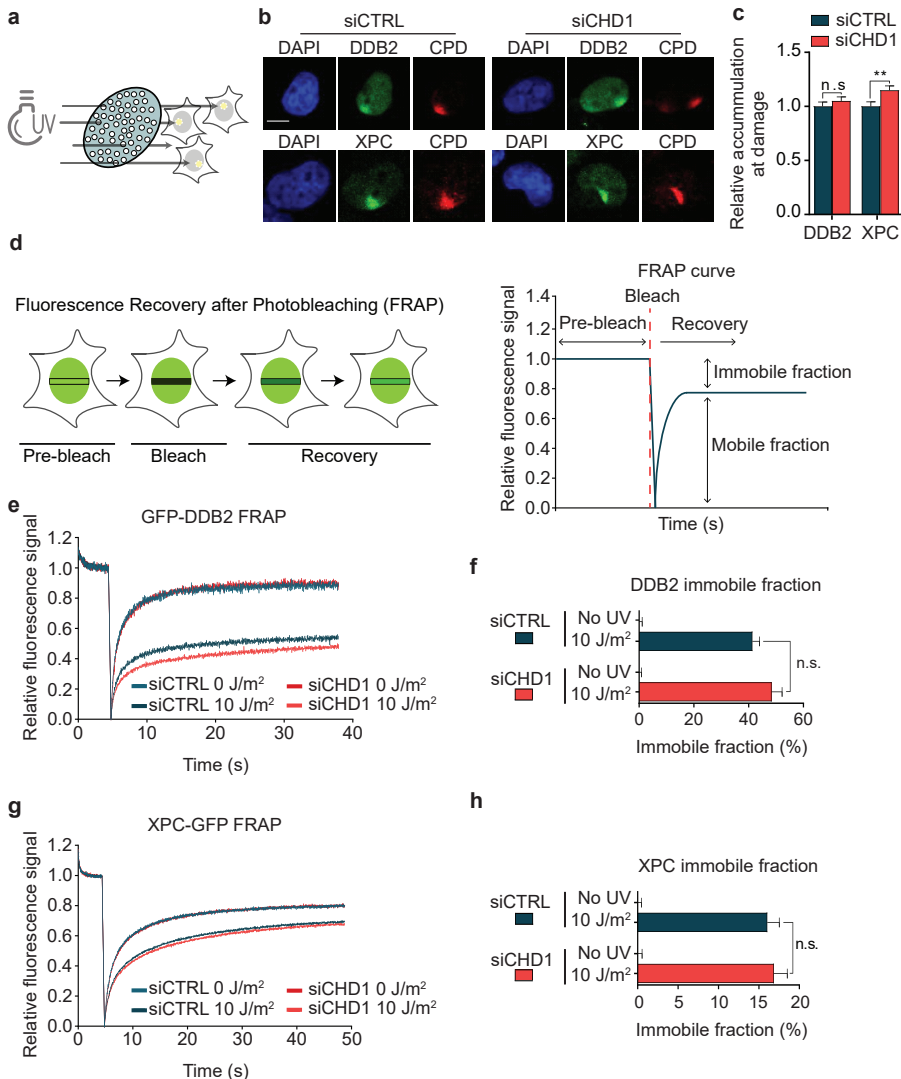 a
UV
b
siCTRL
siCHD1
DAPI DDB2 CPD DAPI DDB2 CPD
DAPI XPC CPD DAPI XPC CPD
c
siCTRL
siCHD1
Relative accumulation
at damage
1.5
1.0
0.5
0.0
n.s
**
DDB2 XPC
d
Fluorescence Recovery after Photobleaching (FRAP)
Pre-bleach Bleach Recovery
FRAP curve
Bleach
Pre-bleach Recovery
Immobile fraction
Mobile fraction
Relative fluorescence signal
1.4
1.2
1.0
0.8
0.6
0.4
0.2
0.0
Time (s)
e
GFP-DDB2 FRAP
Relative fluorescence signal
1.2
1.0
0.8
0.6
0.4
0.2
0
siCTRL 0 J/m² siCHD1 0 J/m²
siCTRL 10 J/m² siCHD1 10 J/m²
0 10 20 30 40
Time (s)
f
DDB2 immobile fraction
siCTRL
No UV
10 J/m²
siCHD1
No UV
10 J/m²
n.s.
0 20 40 60
Immobile fraction (%)
g
XPC-GFP FRAP
Relative fluorescence signal
1.2
1.0
0.8
0.6
0.4
0.2
0
siCTRL 0 J/m² siCHD1 0 J/m²
siCTRL 10 J/m² siCHD1 10 J/m²
0 10 20 30 40 50
Time (s)
h
XPC immobile fraction
siCTRL
No UV
10 J/m²
siCHD1
No UV
10 J/m²
n.s.
0 5 10 15 20
Immobile fraction (%)